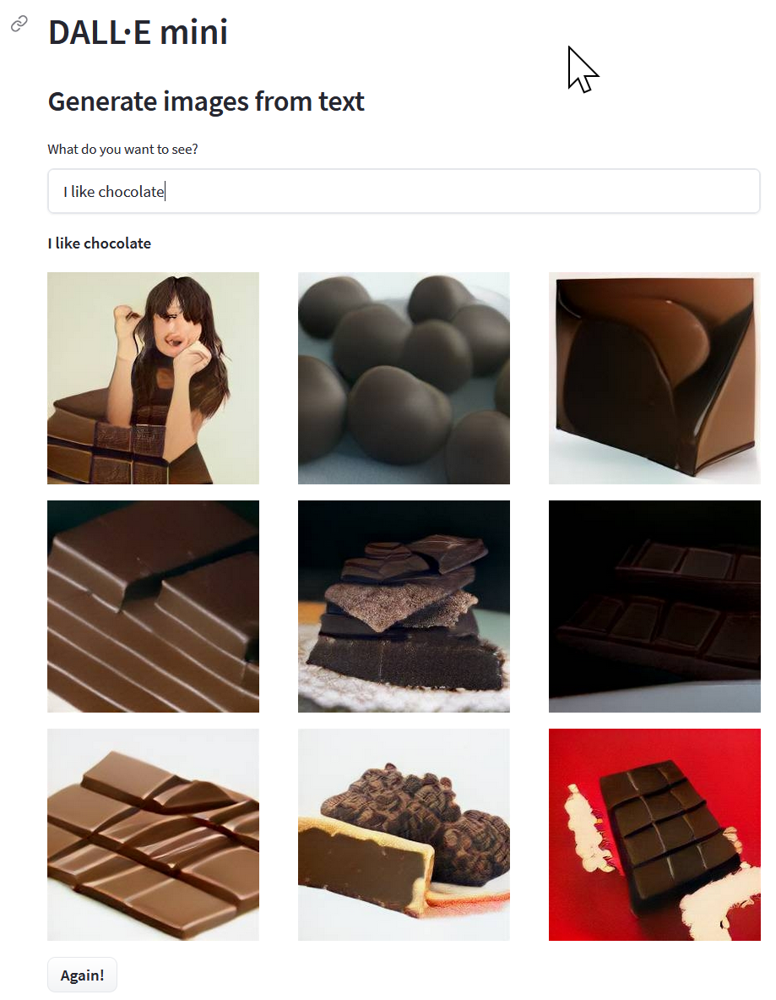 DALL·E mini
Generate images from text
What do you want to see?
I like chocolate
I like chocolate
Again!